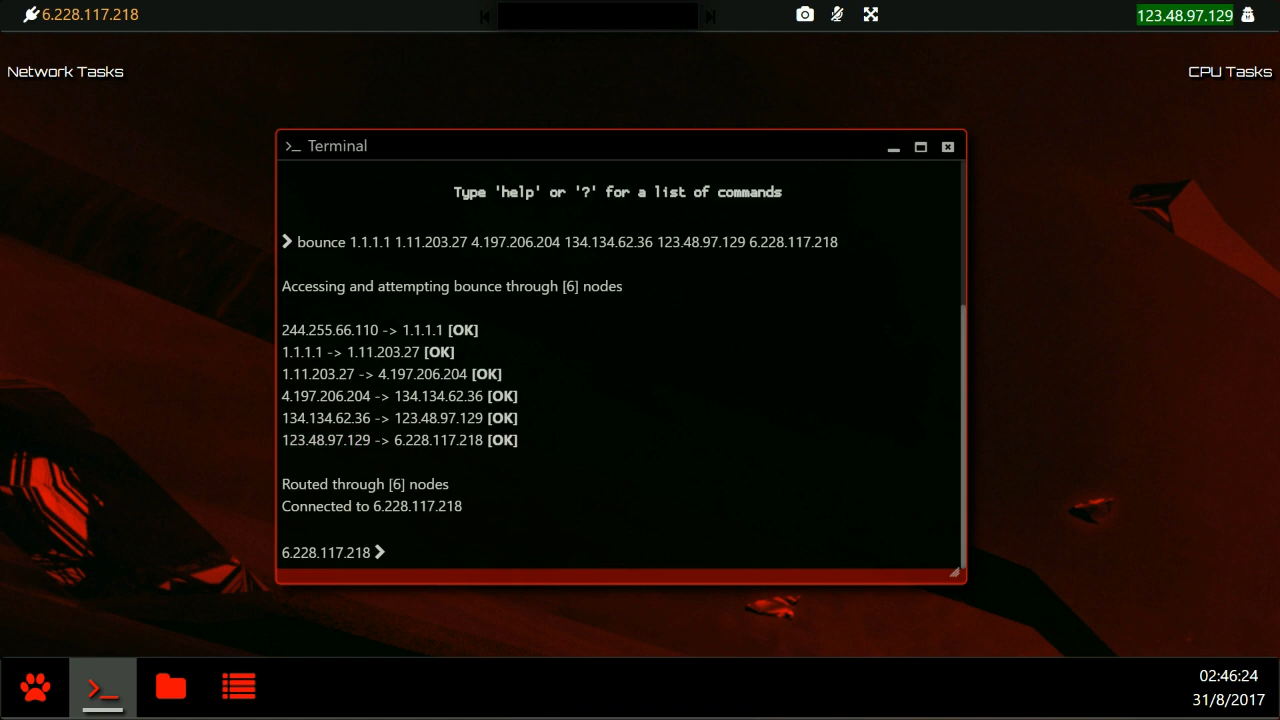 6.228.117.218
123.48.97.129
Network Tasks
CPU Tasks
>_ Terminal
Type 'help' or '?' for a list of commands
❯ bounce 1.1.1.1 1.11.203.27 4.197.206.204 134.134.62.36 123.48.97.129 6.228.117.218
Accessing and attempting bounce through [6] nodes
244.255.66.110 -> 1.1.1.1 [OK]
1.1.1.1 -> 1.11.203.27 [OK]
1.11.203.27 -> 4.197.206.204 [OK]
4.197.206.204 -> 134.134.62.36 [OK]
134.134.62.36 -> 123.48.97.129 [OK]
123.48.97.129 -> 6.228.117.218 [OK]
Routed through [6] nodes
Connected to 6.228.117.218
6.228.117.218 ❯
02:46:24
31/8/2017